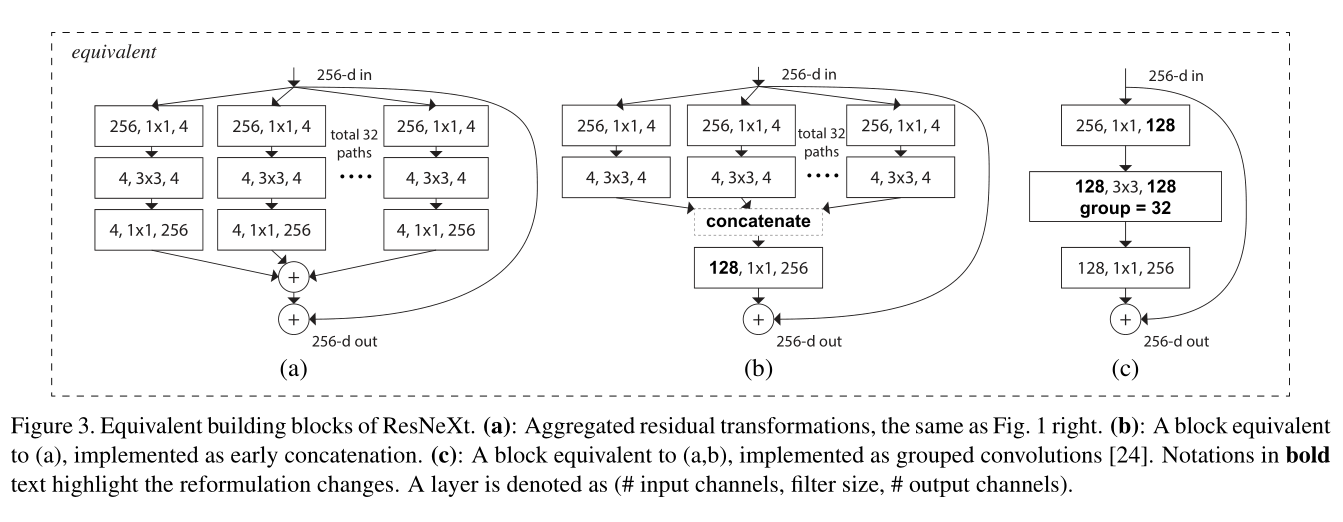 equivalent
256-d in
256, 1x1, 4
256, 1x1, 4
256, 1x1, 4
total 32
paths
4, 3x3, 4
4, 3x3, 4
....
4, 3x3, 4
4, 1x1, 256
4, 1x1, 256
4, 1x1, 256
+
+
256-d out
(a)
256-d in
256, 1x1, 4
256, 1x1, 4
256, 1x1, 4
total 32
paths
4, 3x3, 4
4, 3x3, 4
....
4, 3x3, 4
concatenate
128, 1x1, 256
+
256-d out
(b)
256-d in
256, 1x1, 128
128, 3x3, 128
group = 32
128, 1x1, 256
+
256-d out
(c)
Figure 3. Equivalent building blocks of ResNeXt. (a): Aggregated residual transformations, the same as Fig. 1 right. (b): A block equivalent
to (a), implemented as early concatenation. (c): A block equivalent to (a,b), implemented as grouped convolutions [24]. Notations in bold
text highlight the reformulation changes. A layer is denoted as (# input channels, filter size, # output channels).